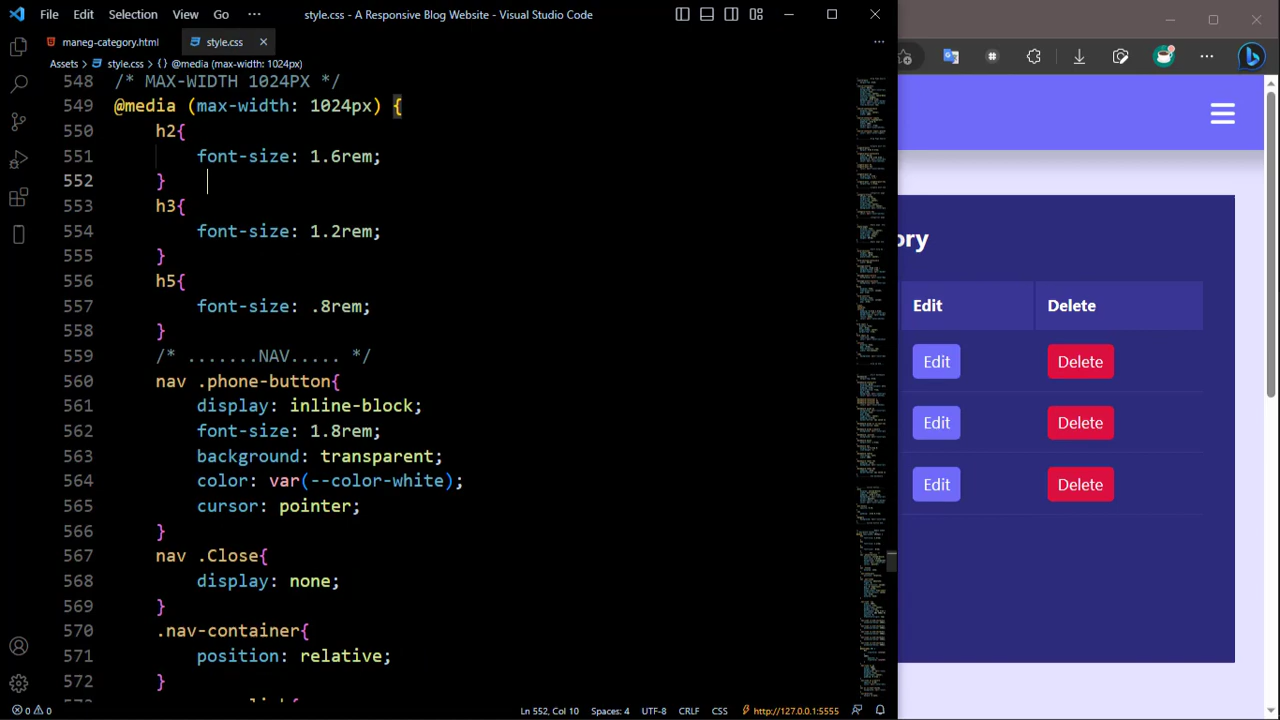 File Edit Selection View Go ··· style.css - A Responsive Blog Website - Visual Studio Code
maneg-category.html style.css
Assets > style.css > @media (max-width: 1024px)
548 /* MAX-WIDTH 1024PX */
549 @media (max-width: 1024px) {
550 h2{
551 font-size: 1.6rem;
552 }
553 h3{
554 font-size: 1.2rem;
555 }
556 h5{
557 font-size: .8rem;
558 }
559 /* .......NAV..... */
560 nav .phone-button{
561 display: inline-block;
562 font-size: 1.8rem;
563 background: transparent;
564 color: var(--color-white);
565 cursor: pointer;
566 }
567 nav .Close{
568 display: none;
569 }
570 .nav-container{
571 position: relative;
572 }
0 0 Ln 552, Col 10 Spaces: 4 UTF-8 CRLF CSS http://127.0.0.1:5555
ory
Edit Delete
Edit Delete
Edit Delete
Edit Delete